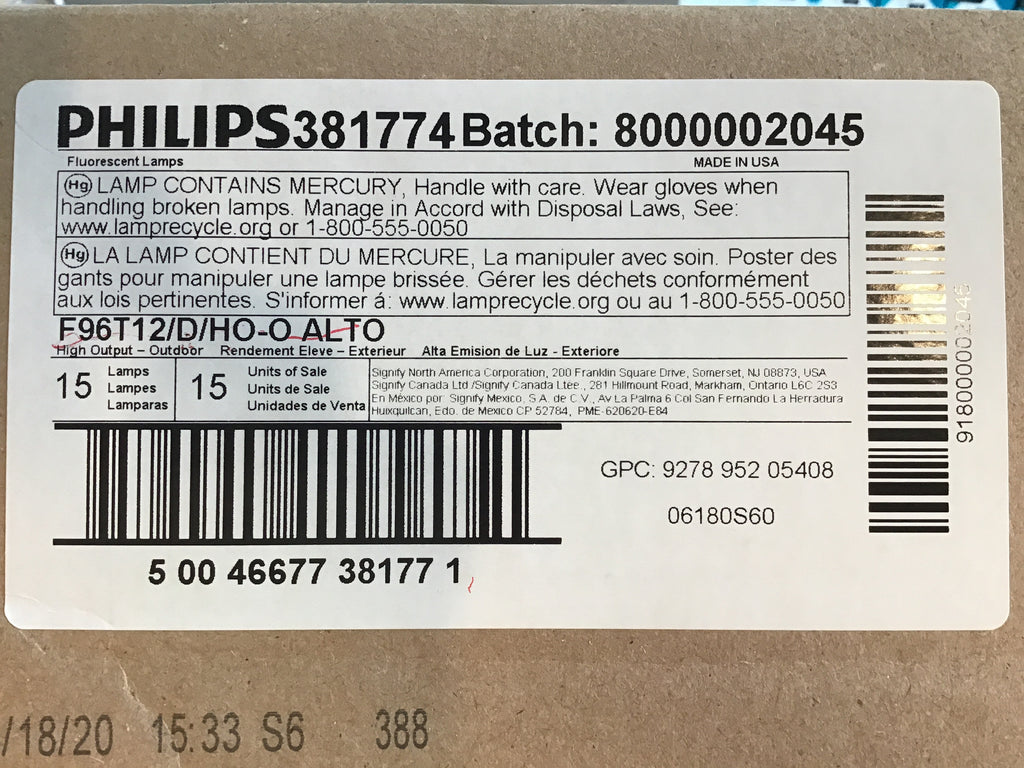 PHILIPS 381774 Batch: 8000002045
Fluorescent Lamps MADE IN USA
Hg LAMP CONTAINS MERCURY, Handle with care. Wear gloves when
handling broken lamps. Manage in Accord with Disposal Laws, See:
www.lamprecycle.org or 1-800-555-0050
Hg LA LAMP CONTIENT DU MERCURE, La manipuler avec soin. Poster des
gants pour manipuler une lampe brissée. Gérer les déchets conformément
aux lois pertinentes. S'informer á: www.lamprecycle.org ou au 1-800-555-0050
F96T12/D/HO-O ALTO
High Output – Outdoor Rendement Eleve – Exterieur Alta Emision de Luz - Exteriore
15 Lamps
Lampes
Lamparas
15 Units of Sale
Units de Sale
Unidades de Venta
Signify North America Corporation, 200 Franklin Square Drive, Somerset, NJ 08873, USA
Signify Canada Ltd /Signify Canada Ltée., 281 Hillmount Road, Markham, Ontario L6C 2S3
En México por: Signify Mexico, S.A. de C.V., Av La Palma 6 Col San Fernando La Herradura
Huixquilcan, Edo. de Mexico CP 52784, PME-620620-E84
GPC: 9278 952 05408
06180S60
5 00 46677 38177 1
918000002045
/18/20 15:33 S6 388